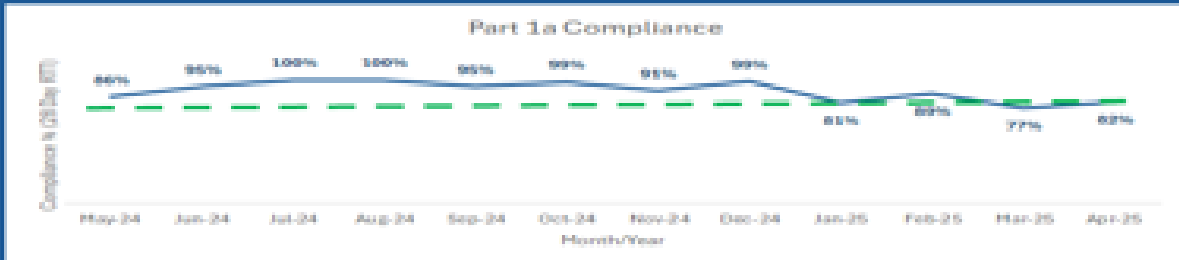 Part 1a Compliance
86% 95% 100% 100% 95% 99% 91% 99% 81% 89% 77% 82%
May-24 Jun-24 Jul-24 Aug-24 Sep-24 Oct-24 Nov-24 Dec-24 Jan-25 Feb-25 Mar-25 Apr-25
Month/Year